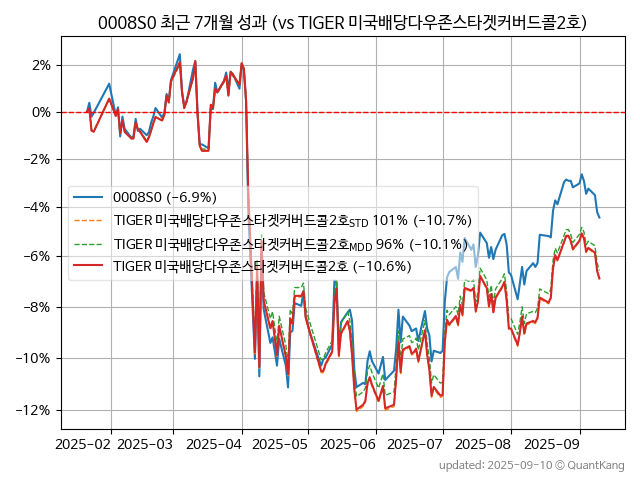 0008S0 최근 7개월 성과 (vs TIGER 미국배당다우존스타겟커버드콜2호)
2%
0%
−2%
−4%
−6%
−8%
−10%
−12%
0008S0 (−6.9%)
TIGER 미국배당다우존스타겟커버드콜2호STD 101% (−10.7%)
TIGER 미국배당다우존스타겟커버드콜2호MDD 96% (−10.1%)
TIGER 미국배당다우존스타겟커버드콜2호 (−10.6%)
2025-02 2025-03 2025-04 2025-05 2025-06 2025-07 2025-08 2025-09
updated: 2025-09-10 © QuantKang